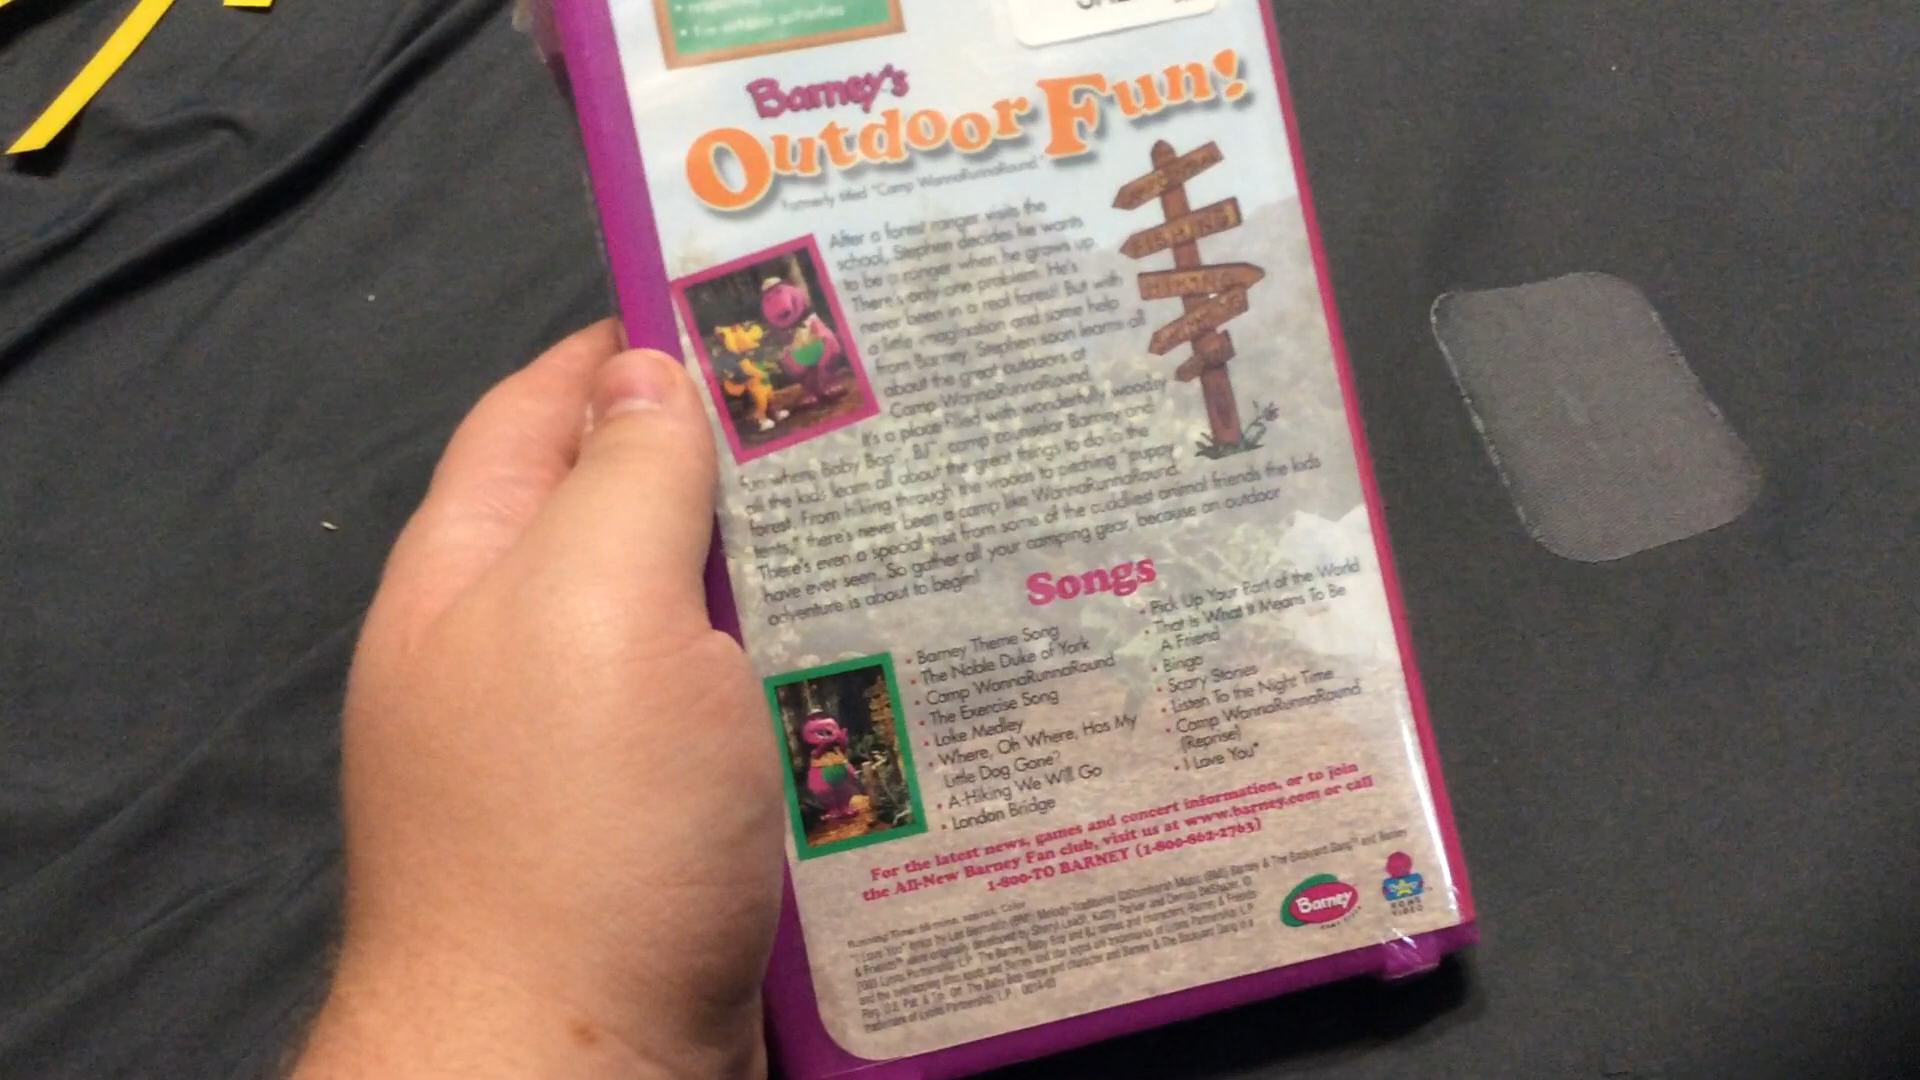 Barney's
Outdoor Fun!
Formerly titled "Camp WannaRunnaRound"
After a forest ranger visits the
school, Stephen decides he wants
to be a ranger when he grows up.
There's only one problem. He's
never been in a real forest! But with
a little imagination and some help
from Barney, Stephen soon learns all
about the great outdoors at
Camp WannaRunnaRound.
It's a place filled with wonderfully woodsy
fun where Baby Bop™, BJ™, camp counselor Barney and
all the kids learn all about the great things to do in the
forest. From hiking through the woods to pitching "puppy
tents," there's never been a camp like WannaRunnaRound.
There's even a special visit from some of the cuddliest animal friends the kids
have ever seen. So gather all your camping gear, because an outdoor
adventure is about to begin!
FISHING
HIKING
Songs
• Barney Theme Song
• The Noble Duke of York
• Camp WannaRunnaRound
• The Exercise Song
• Lake Medley
• Where, Oh Where, Has My
Little Dog Gone?
• A-Hiking We Will Go
• London Bridge
• Pick Up Your Part of the World
• That Is What It Means To Be
A Friend
• Bingo
• Scary Stories
• Listen To the Night Time
• Camp WannaRunnaRound
(Reprise)
• I Love You*
For the latest news, games and concert information, or to join
the All-New Barney Fan club, visit us at www.barney.com or call
1-800-TO BARNEY (1-800-862-2763)
Barney
HOME
VIDEO